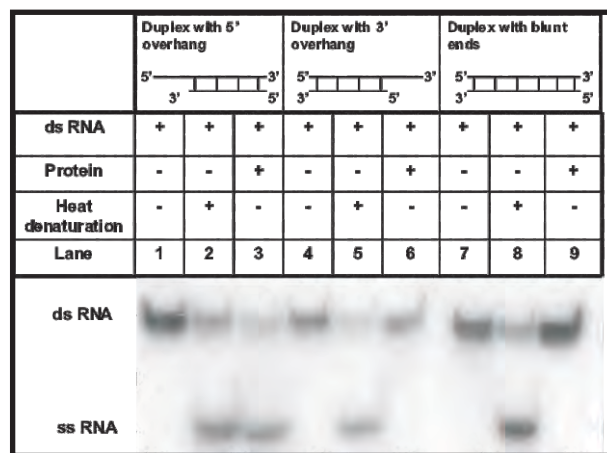 Duplex with 5' Duplex with 3' Duplex with blunt
overhang overhang ends
5' 3' 5' 3' 5' 3'
3' 5' 3' 5' 3' 5'
ds RNA + + + + + + + + +
Protein - - + - - + - - +
Heat - + - - + - - + -
denaturation
Lane 1 2 3 4 5 6 7 8 9
ds RNA
ss RNA